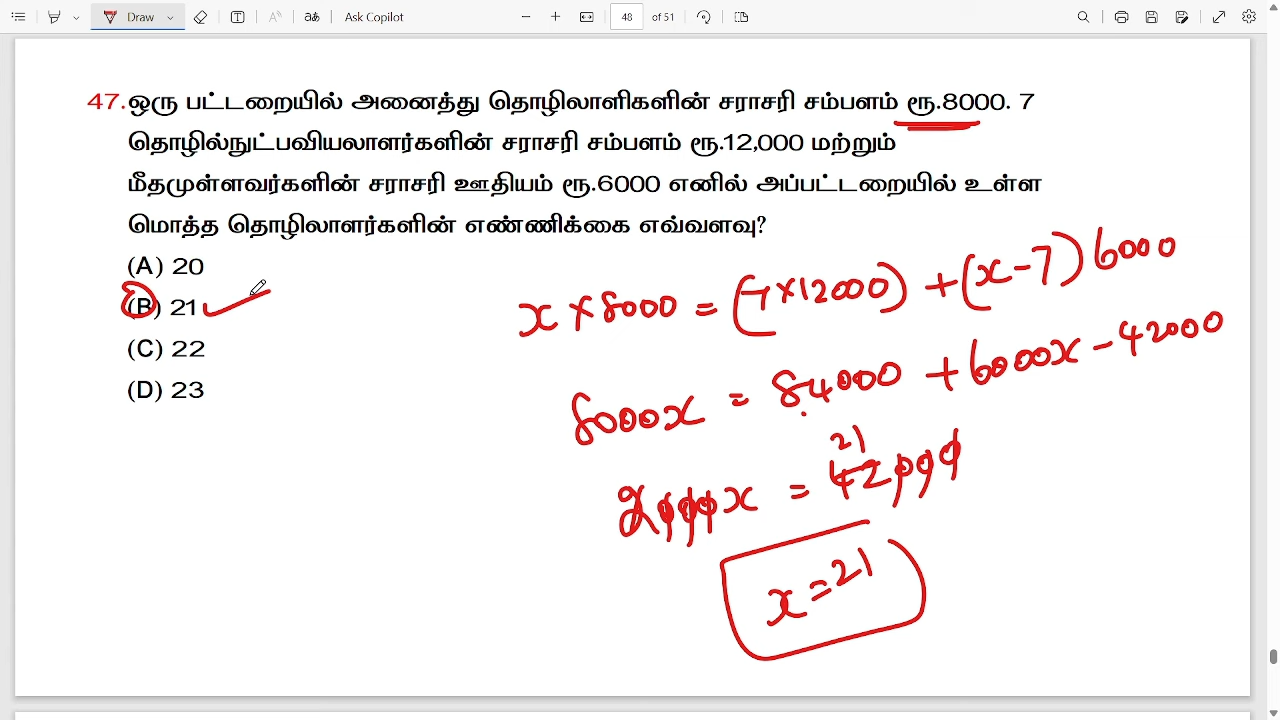 Draw
Ask Copilot
48 of 51
47. ஒரு பட்டறையில் அனைத்து தொழிலாளிகளின் சராசரி சம்பளம் ரூ.8000. 7
தொழில்நுட்பவியலாளர்களின் சராசரி சம்பளம் ரூ.12,000 மற்றும்
மீதமுள்ளவர்களின் சராசரி ஊதியம் ரூ.6000 எனில் அப்பட்டறையில் உள்ள
மொத்த தொழிலாளர்களின் எண்ணிக்கை எவ்வளவு?
(A) 20
(B) 21
(C) 22
(D) 23
x × 8000 = (7×12000) + (x-7) 6000
8000x = 84000 + 6000x - 42000
21
2000x = 42000
x = 21